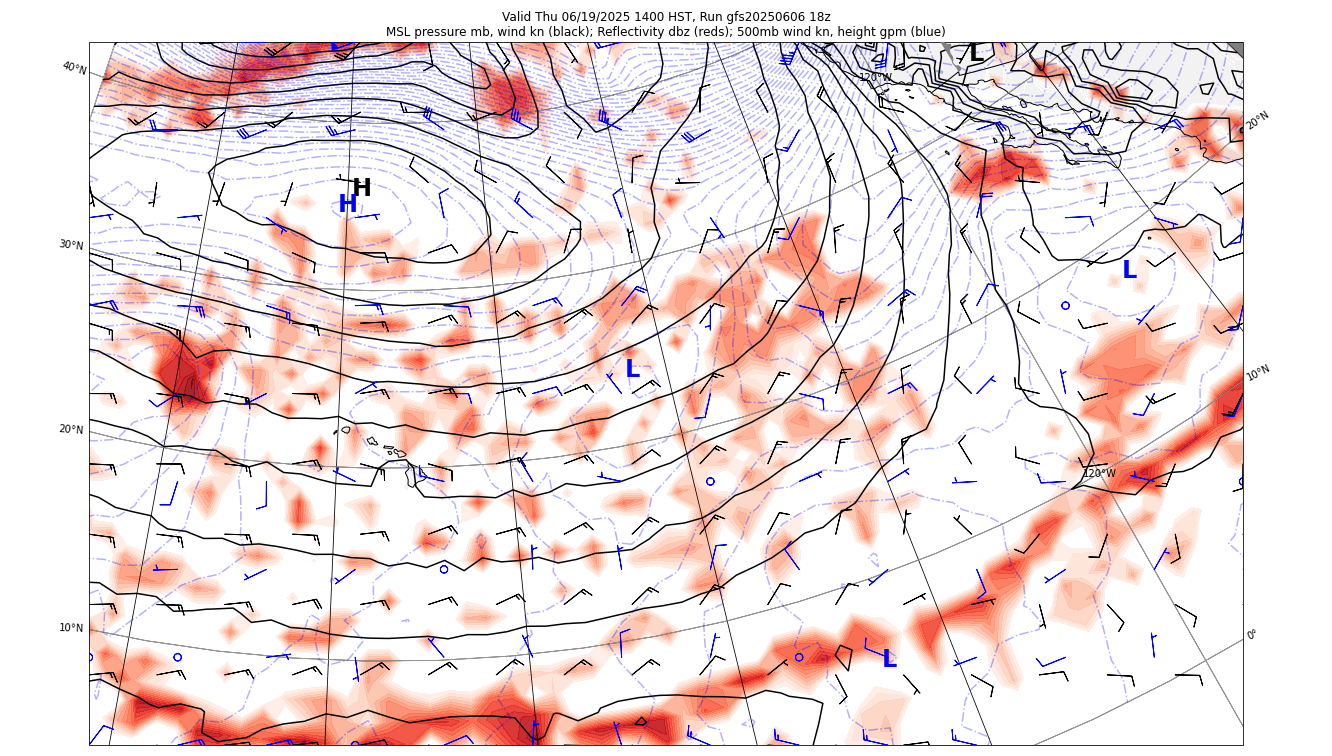 Valid Thu 06/19/2025 1400 HST, Run gfs20250606 18z
MSL pressure mb, wind kn (black); Reflectivity dbz (reds); 500mb wind kn, height gpm (blue)
L
40°N
120°W
20°N
H
H
30°N
L
L
10°N
20°N
120°W
10°N
0°
L